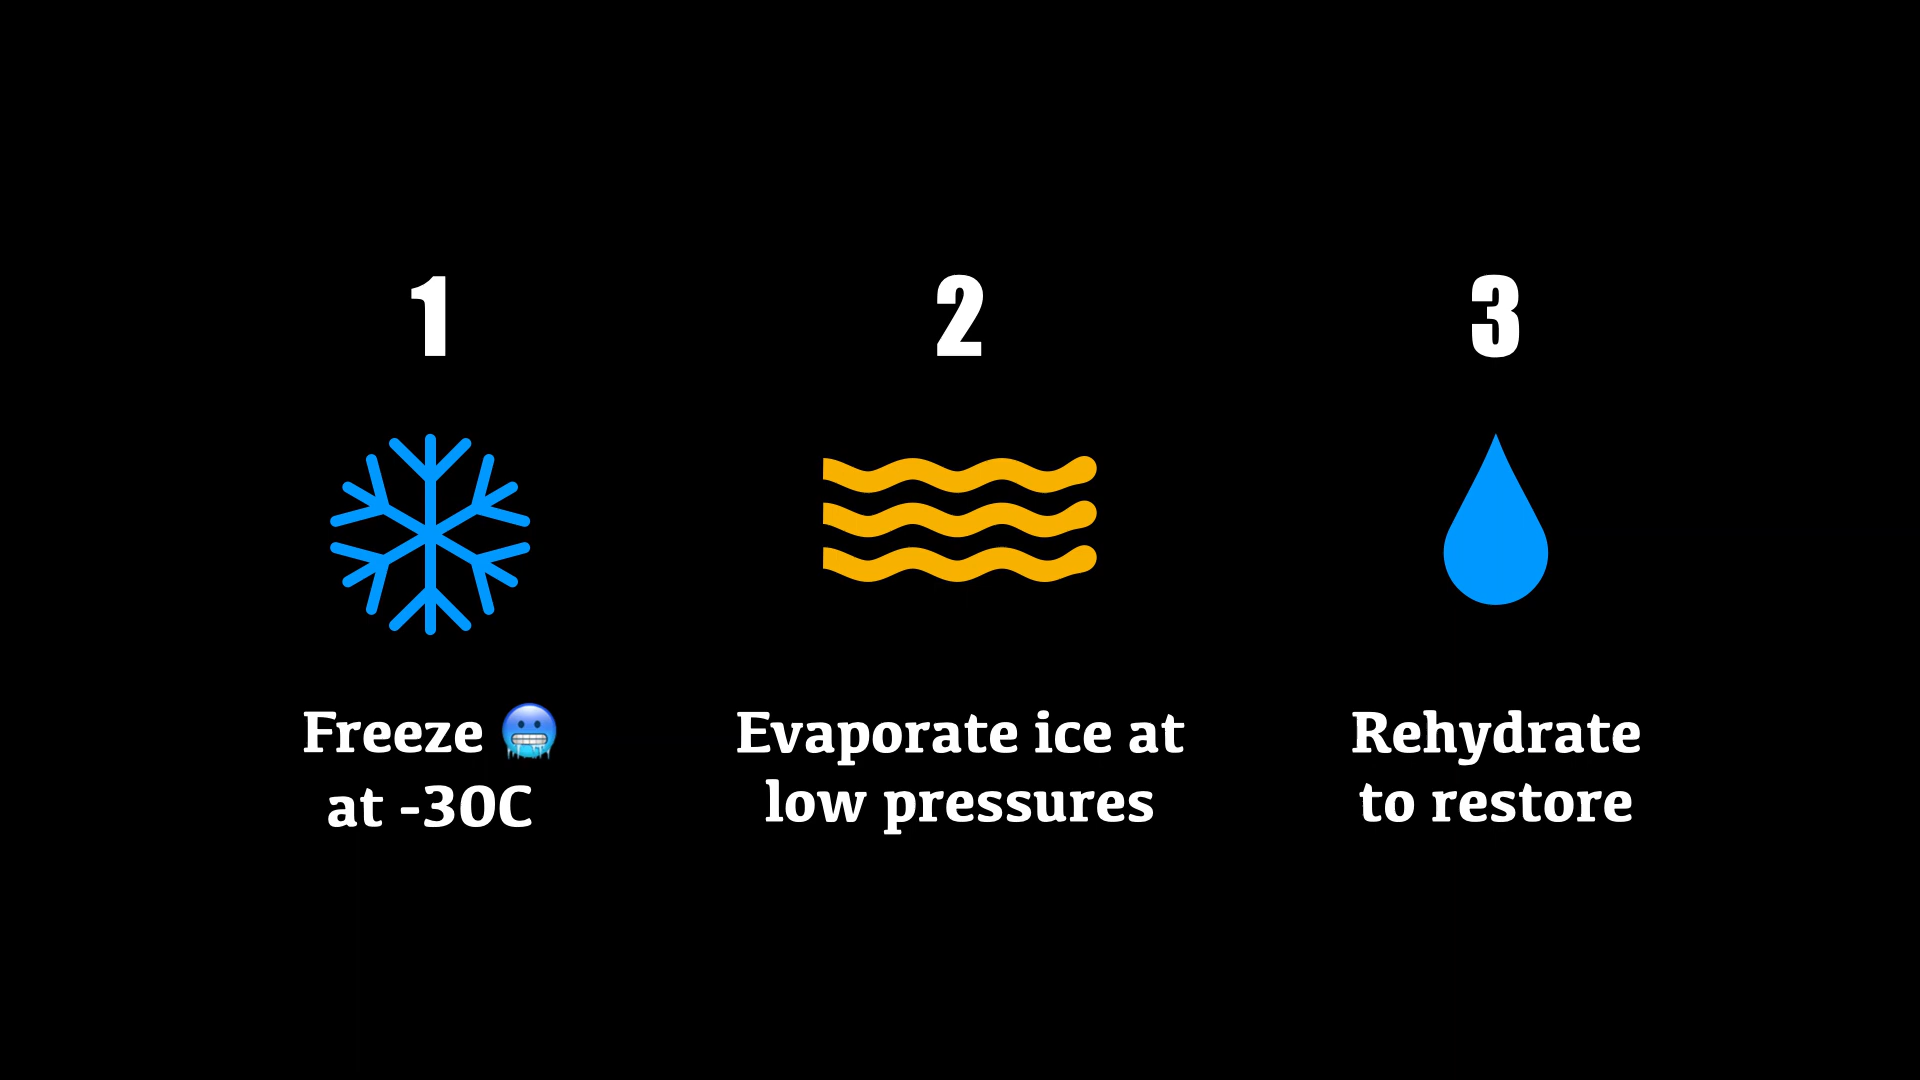 1
2
3
Freeze 🥶
at -30C
Evaporate ice at
low pressures
Rehydrate
to restore